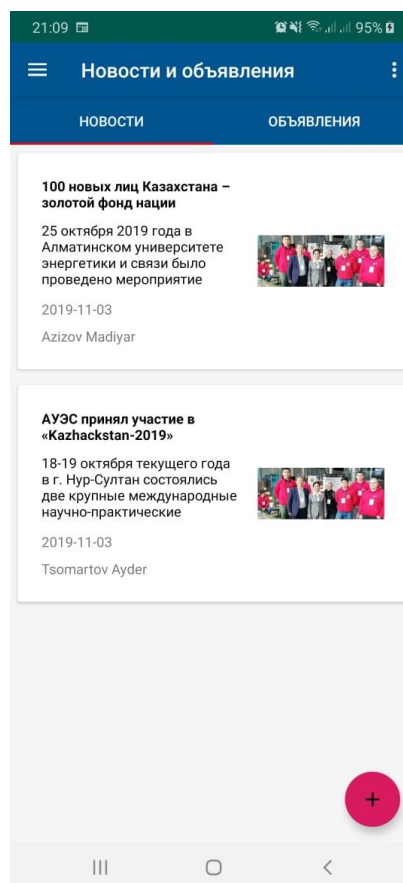 21:09 95%
Новости и объявления
НОВОСТИ ОБЪЯВЛЕНИЯ
100 новых лиц Казахстана –
золотой фонд нации
25 октября 2019 года в
Алматинском университете
энергетики и связи было
проведено мероприятие
2019-11-03
Azizov Madiyar
АУЭС принял участие в
«Kazhackstan-2019»
18-19 октября текущего года
в г. Нур-Султан состоялись
две крупные международные
научно-практические
2019-11-03
Tsomartov Ayder
+